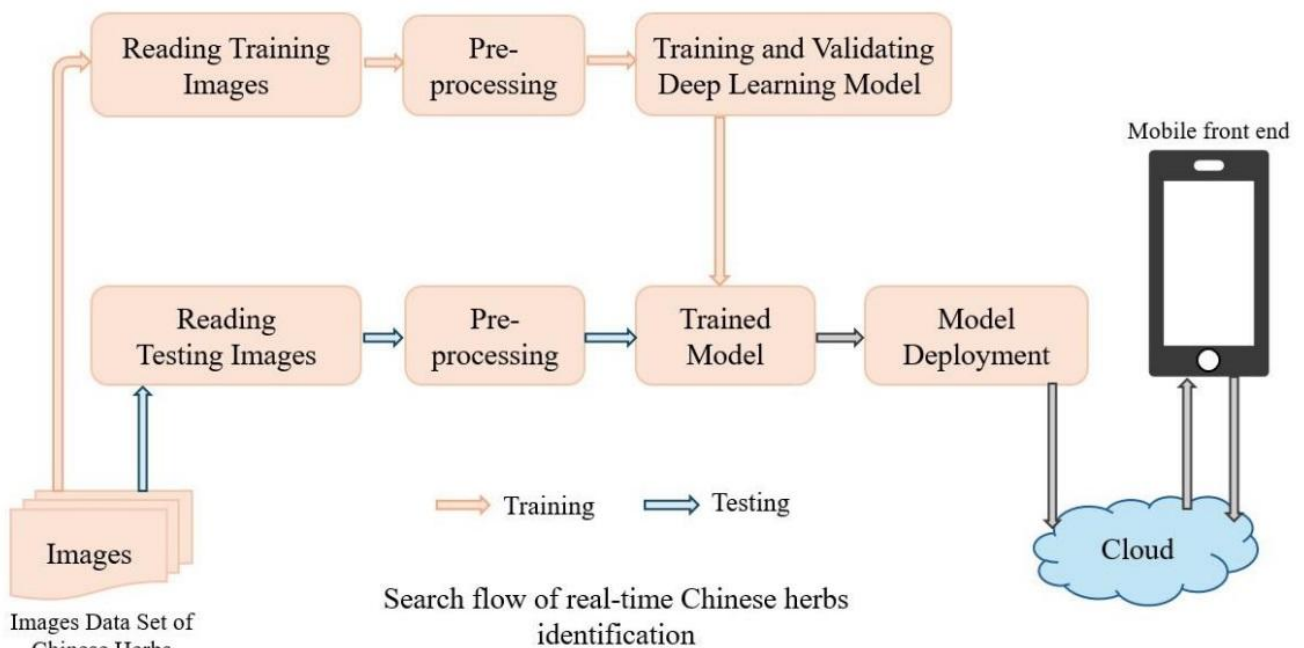 Reading Training
Images
Pre-
processing
Training and Validating
Deep Learning Model
Mobile front end
Reading
Testing Images
Pre-
processing
Trained
Model
Model
Deployment
Training
Testing
Images
Cloud
Images Data Set of
Chinese Herbs
Search flow of real-time Chinese herbs
identification